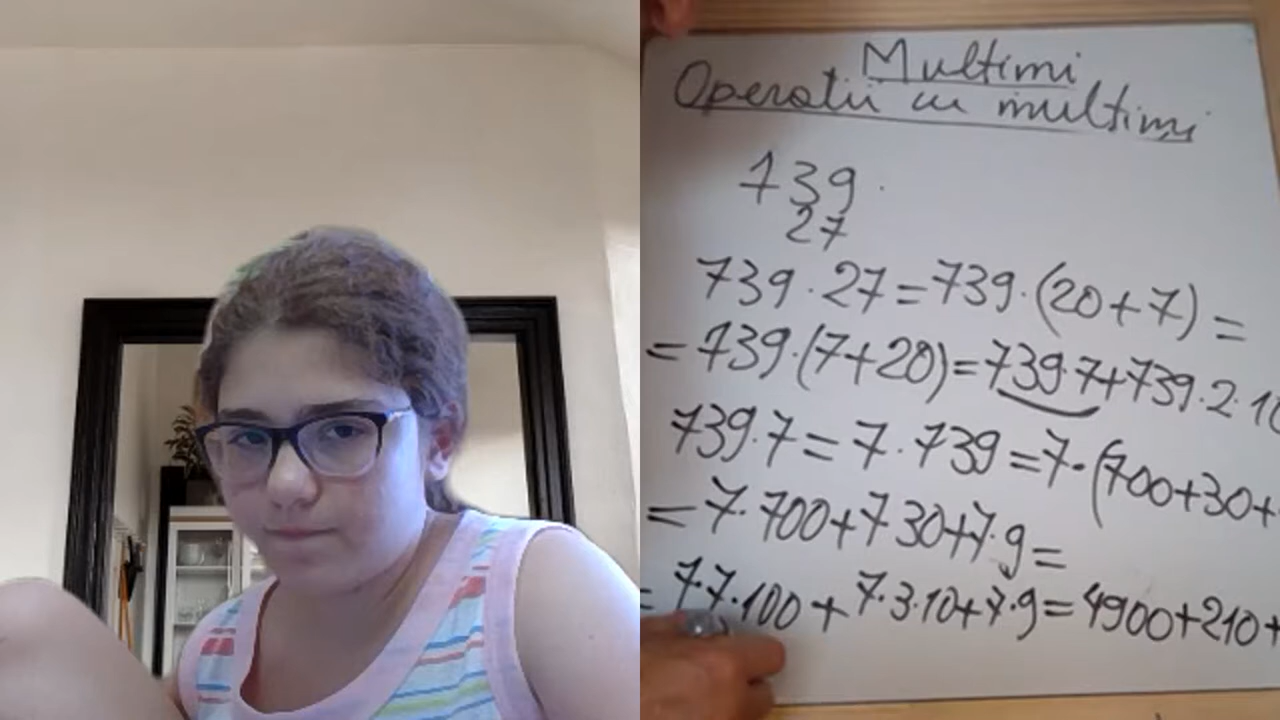 Multimi
Operatii cu multimi
739 .
27
739 . 27 = 739 . (20 + 7) =
= 739 . (7 + 20) = 739 . 7 + 739 . 2 . 10
739 . 7 = 7 . 739 = 7 . (700 + 30 +
= 7 . 700 + 7 30 + 7 . 9 =
= 7 . 7 . 100 + 7 . 3 . 10 + 7 . 9 = 4900 + 210 +